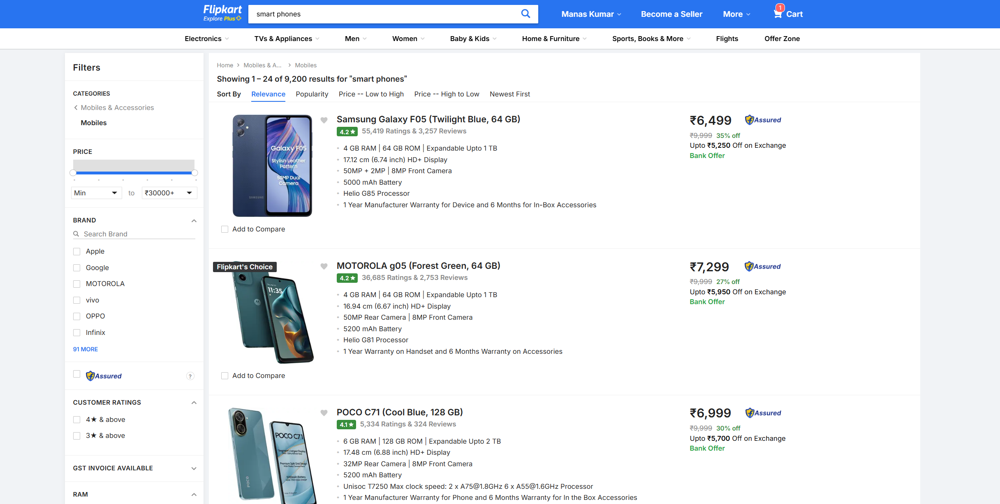 Flipkart
Explore Plus
smart phones
Manas Kumar
Become a Seller
More
1
Cart
Electronics
TVs & Appliances
Men
Women
Baby & Kids
Home & Furniture
Sports, Books & More
Flights
Offer Zone
Filters
CATEGORIES
Mobiles & Accessories
Mobiles
PRICE
Min
to
₹30000+
BRAND
Search Brand
Apple
Google
MOTOROLA
vivo
OPPO
Infinix
91 MORE
Assured
?
CUSTOMER RATINGS
4★ & above
3★ & above
GST INVOICE AVAILABLE
RAM
Home
Mobiles & A...
Mobiles
Showing 1 – 24 of 9,200 results for "smart phones"
Sort By
Relevance
Popularity
Price -- Low to High
Price -- High to Low
Newest First
Galaxy F05
Stylish Leather
Pattern
50MP Dual
Camera
SAMSUNG
Add to Compare
Samsung Galaxy F05 (Twilight Blue, 64 GB)
4.2★
55,419 Ratings & 3,257 Reviews
4 GB RAM | 64 GB ROM | Expandable Upto 1 TB
17.12 cm (6.74 inch) HD+ Display
50MP + 2MP | 8MP Front Camera
5000 mAh Battery
Helio G85 Processor
1 Year Manufacturer Warranty for Device and 6 Months for In-Box Accessories
₹6,499
Assured
₹9,999 35% off
Upto ₹5,250 Off on Exchange
Bank Offer
Flipkart's Choice
11:35
Add to Compare
MOTOROLA g05 (Forest Green, 64 GB)
4.2★
36,685 Ratings & 2,753 Reviews
4 GB RAM | 64 GB ROM | Expandable Upto 1 TB
16.94 cm (6.67 inch) HD+ Display
50MP Rear Camera | 8MP Front Camera
5200 mAh Battery
Helio G81 Processor
1 Year Warranty on Handset and 6 Months Warranty on Accessories
₹7,299
Assured
₹9,999 27% off
Upto ₹5,950 Off on Exchange
Bank Offer
POCO C71
"Segment's Largest Display
Premium Split Grid Design
5200mAh Battery
POCO
POCO C71 (Cool Blue, 128 GB)
4.1★
5,334 Ratings & 324 Reviews
6 GB RAM | 128 GB ROM | Expandable Upto 2 TB
17.48 cm (6.88 inch) HD+ Display
32MP Rear Camera | 8MP Front Camera
5200 mAh Battery
Unisoc T7250 Max clock speed: 2 x A75@1.8GHz 6 x A55@1.6GHz Processor
1 Year Manufacturer Warranty for Phone and 6 Months Warranty for In the Box Accessories
₹6,999
Assured
₹9,999 30% off
Upto ₹5,700 Off on Exchange
Bank Offer